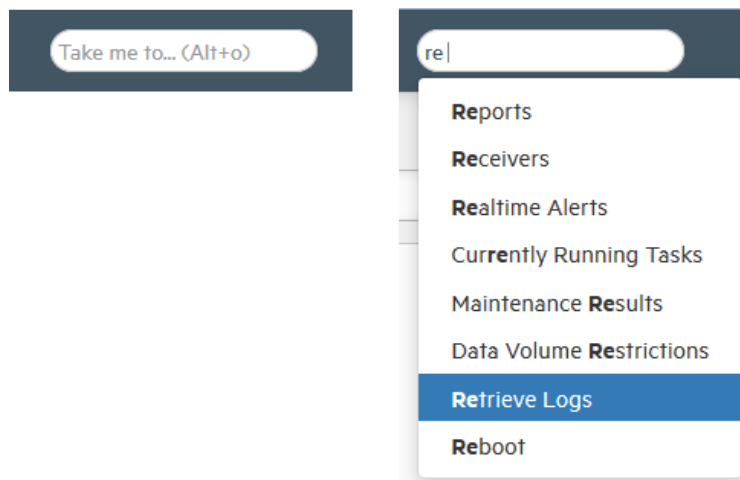 Take me to... (Alt+o)
re
Reports
Receivers
Realtime Alerts
Currently Running Tasks
Maintenance Results
Data Volume Restrictions
Retrieve Logs
Reboot